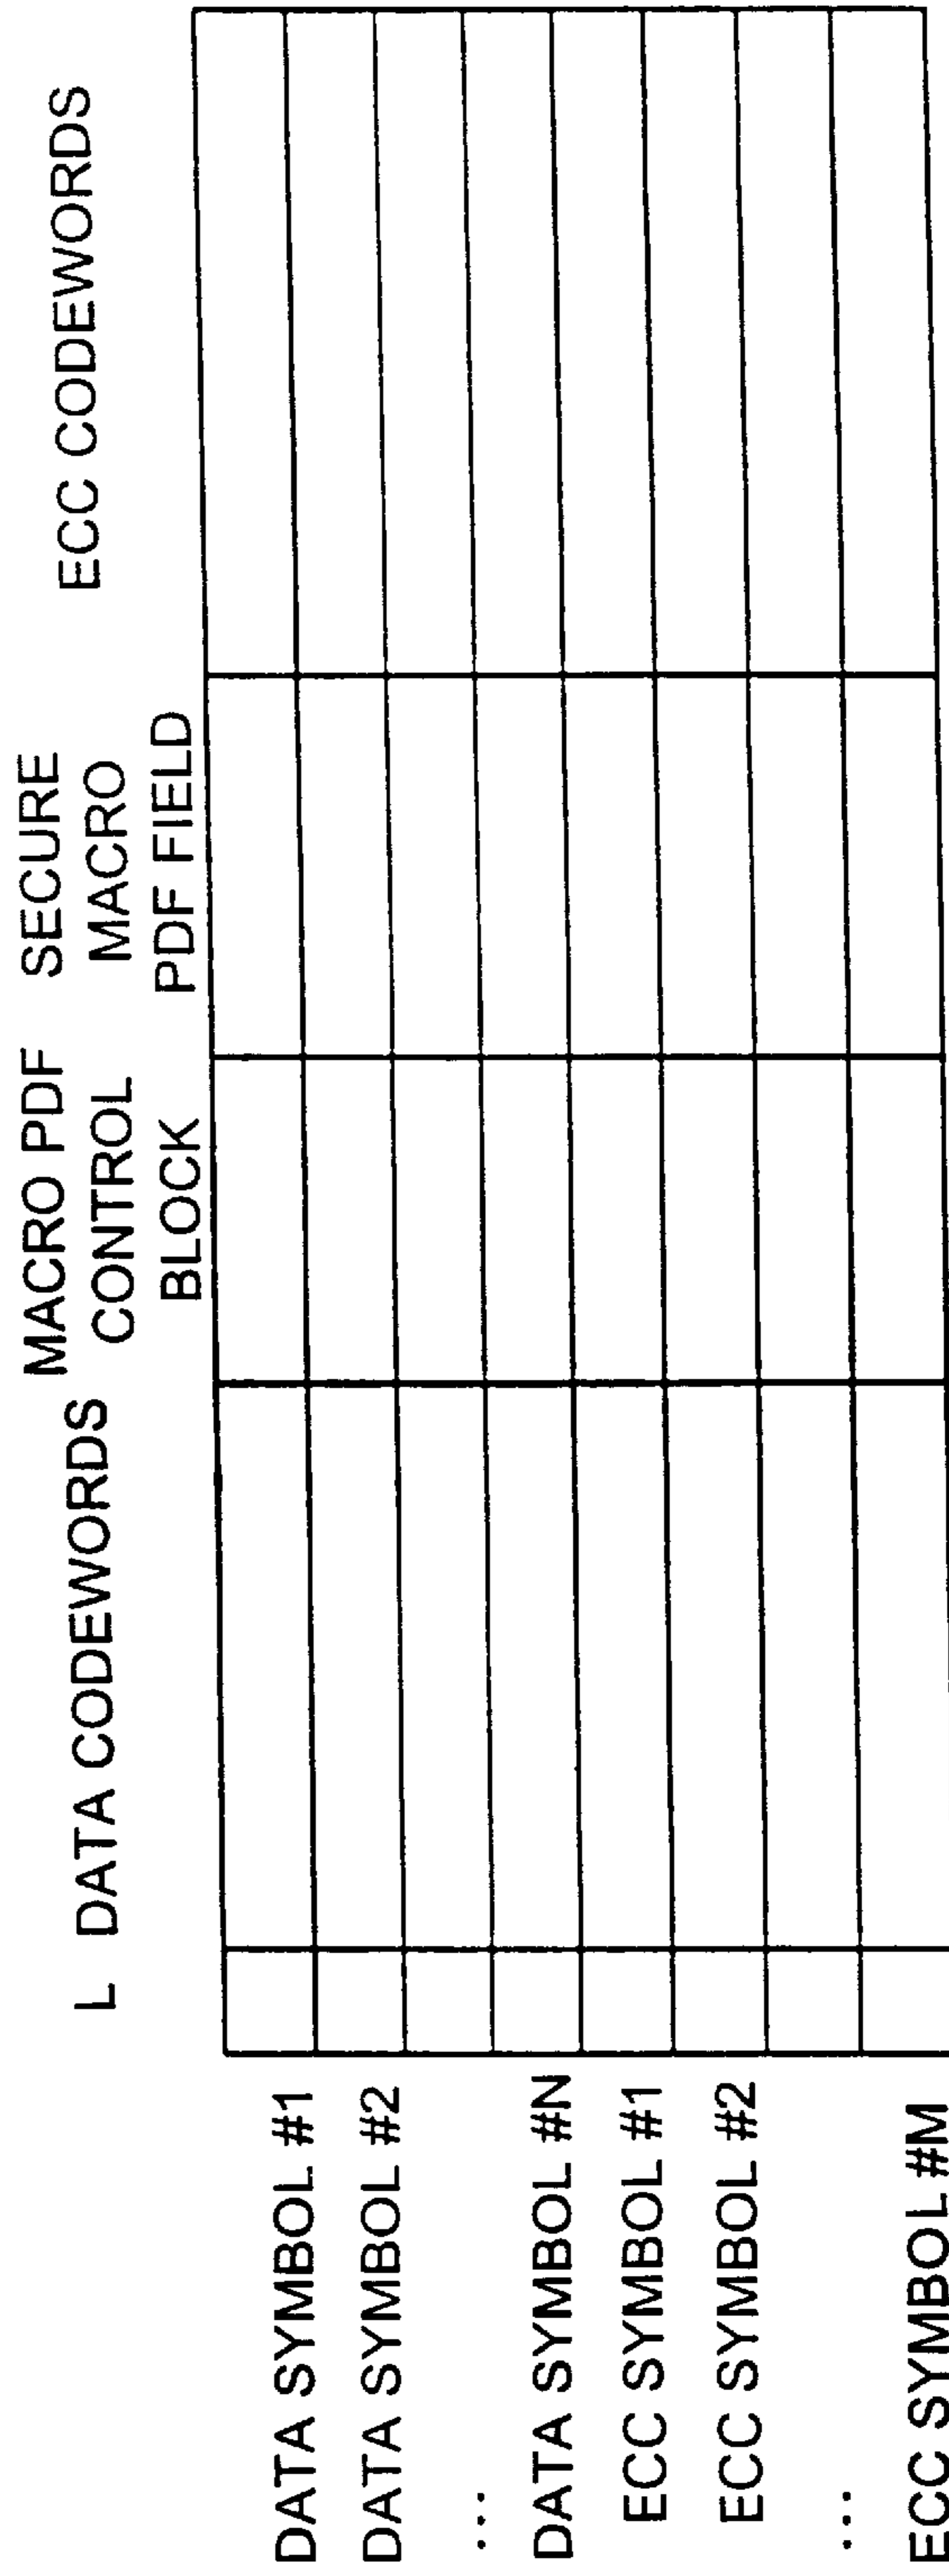 L DATA CODEWORDS
MACRO PDF
CONTROL
BLOCK
SECURE
MACRO
PDF FIELD
ECC CODEWORDS
DATA SYMBOL #1
DATA SYMBOL #2
...
DATA SYMBOL #N
ECC SYMBOL #1
ECC SYMBOL #2
...
ECC SYMBOL #M